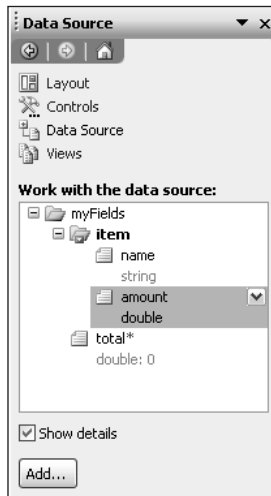 Data Source
Layout
Controls
Data Source
Views
Work with the data source:
myFields
item
name
string
amount
double
total*
double: 0
Show details
Add...